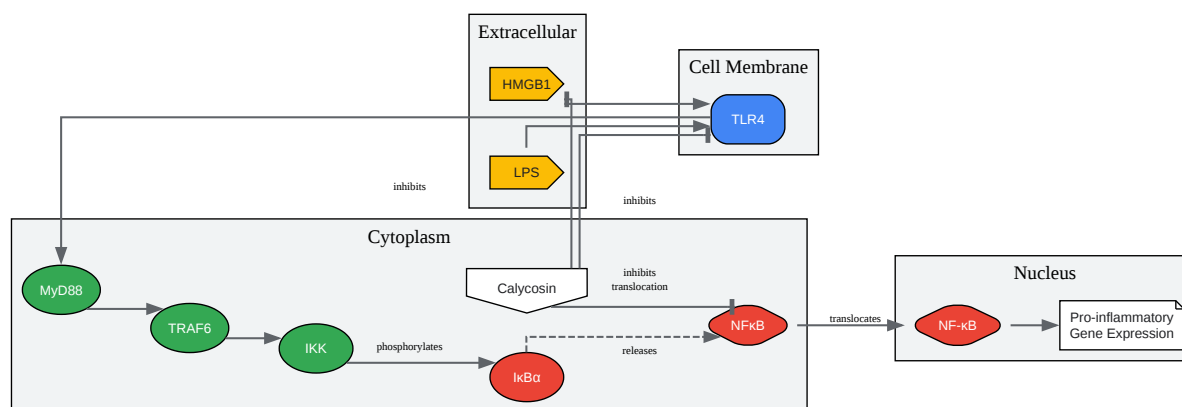 Extracellular
HMGB1
Cell Membrane
TLR4
LPS
inhibits
inhibits
Cytoplasm
MyD88
Calycosin
inhibits
translocation
Nucleus
TRAF6
IKK
phosphorylates
IκBα
releases
NFκB
translocates
NF-κB
Pro-inflammatory
Gene Expression